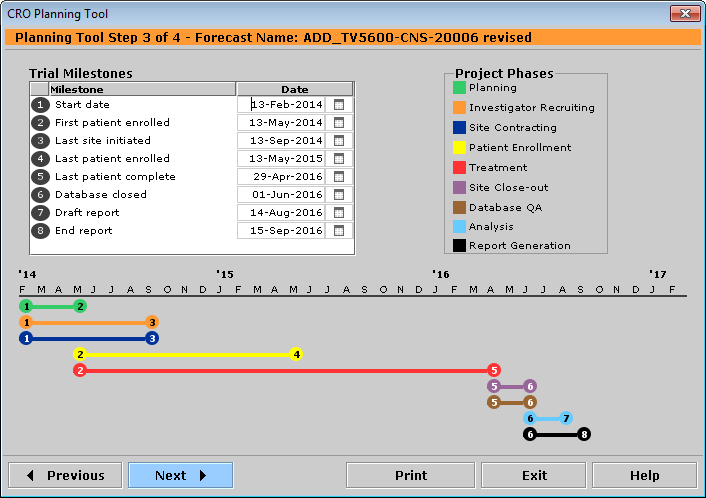 CRO Planning Tool
Planning Tool Step 3 of 4 - Forecast Name: ADD_TV5600-CNS-20006 revised
Trial Milestones
Milestone Date
1 Start date 13-Feb-2014
2 First patient enrolled 13-May-2014
3 Last site initiated 13-Sep-2014
4 Last patient enrolled 13-May-2015
5 Last patient complete 29-Apr-2016
6 Database closed 01-Jun-2016
7 Draft report 14-Aug-2016
8 End report 15-Sep-2016
Project Phases
Planning
Investigator Recruiting
Site Contracting
Patient Enrollment
Treatment
Site Close-out
Database QA
Analysis
Report Generation
'14 '15 '16 '17
F M A M J J A S O N D J F M A M J J A S O N D J F M A M J J A S O N D J F
1 2
1 3
1 3
2 4
2 5
5 6
5 6
6 7
6 8
Previous Next Print Exit Help